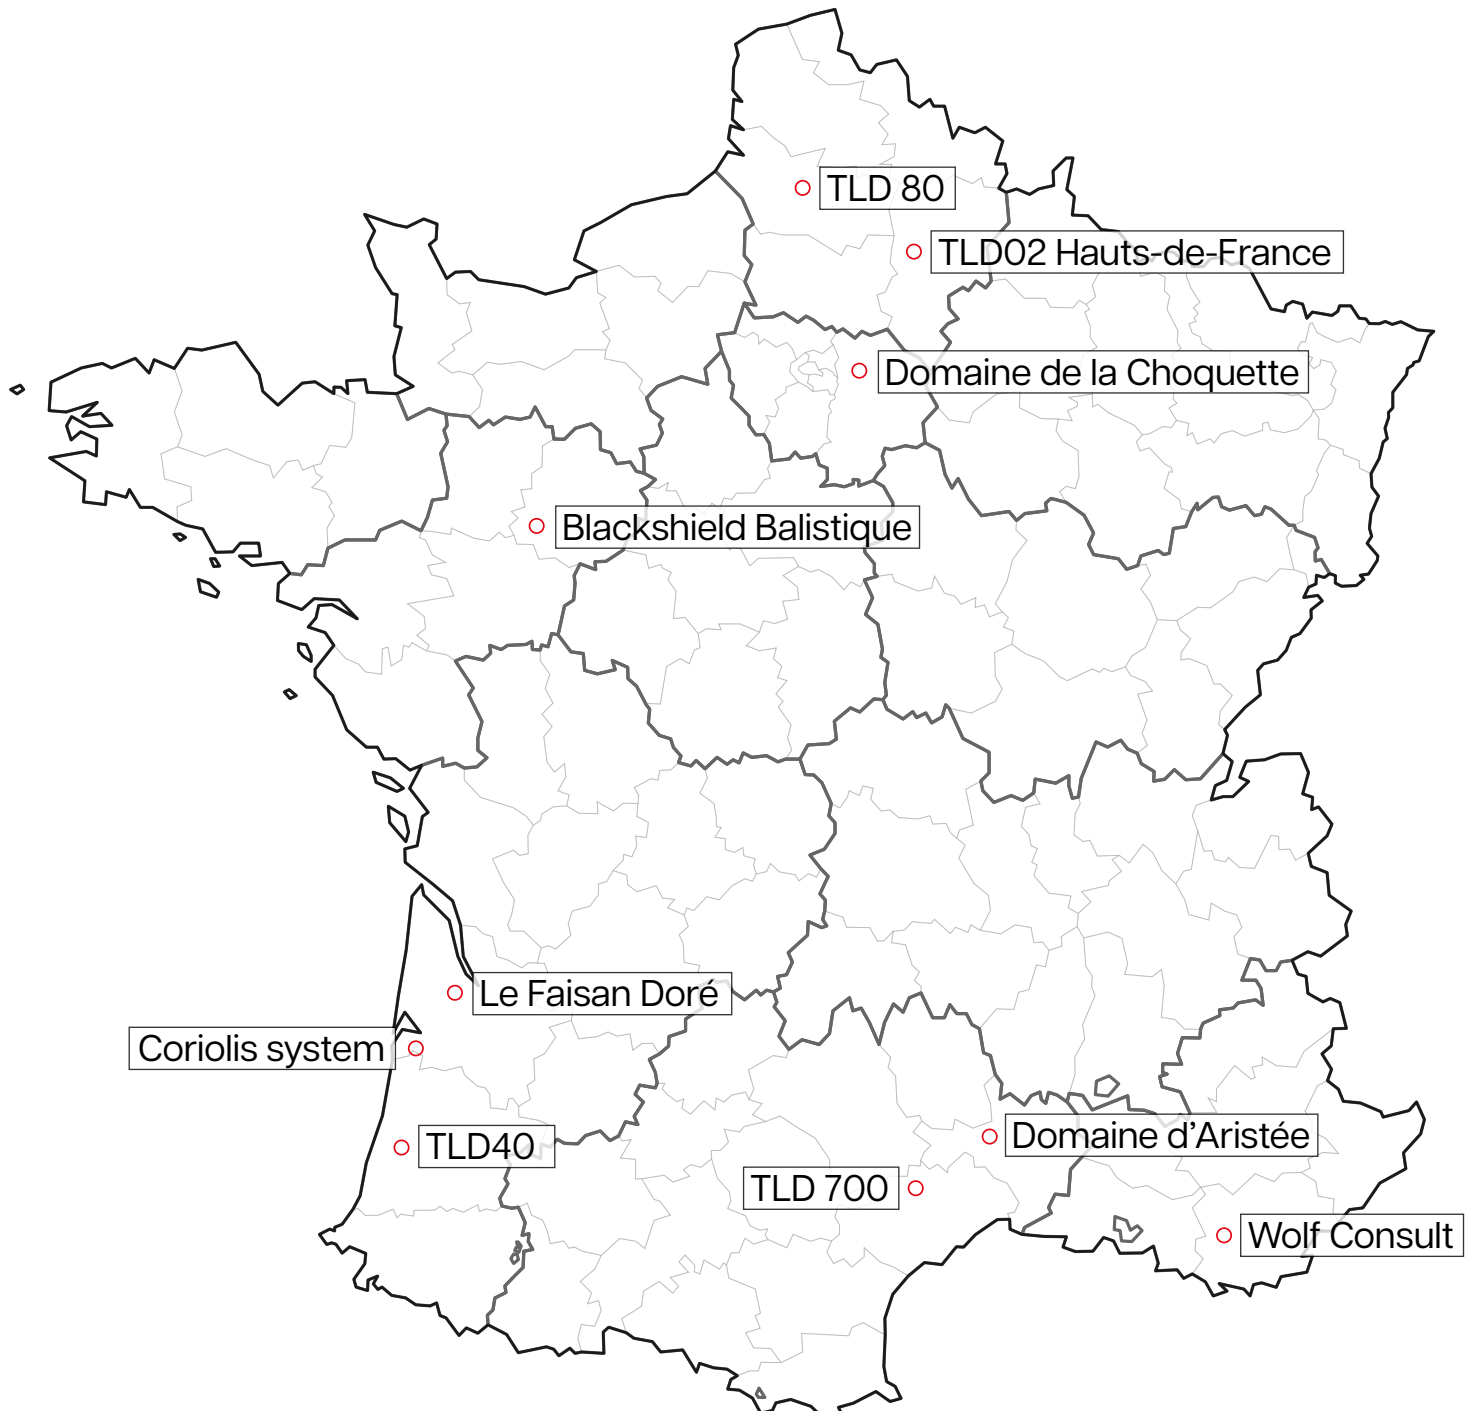 TLD 80
TLD02 Hauts-de-France
Domaine de la Choquette
Blackshield Balistique
Le Faisan Doré
Coriolis system
Domaine d'Aristée
TLD40
TLD 700
Wolf Consult